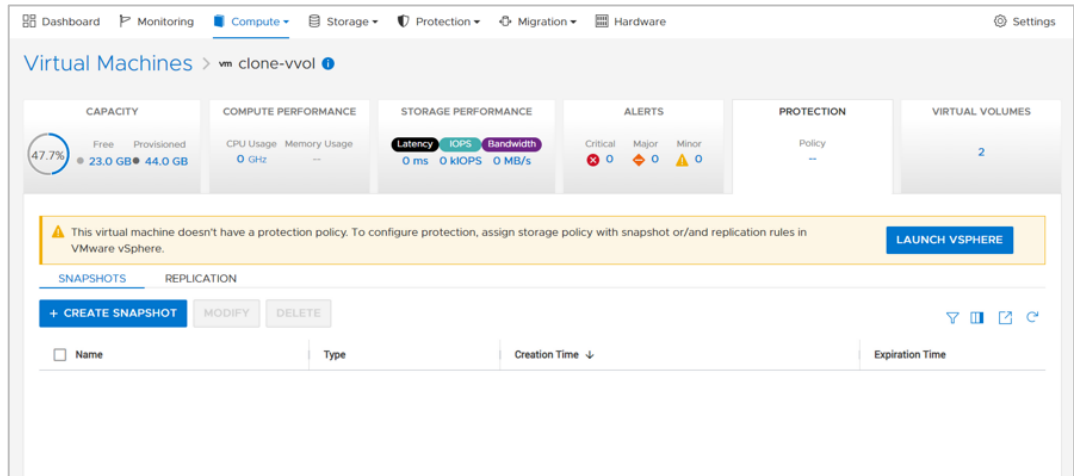 Dashboard Monitoring Compute Storage Protection Migration Hardware Settings
Virtual Machines > vm clone-vvol
CAPACITY COMPUTE PERFORMANCE STORAGE PERFORMANCE ALERTS PROTECTION VIRTUAL VOLUMES
Free Provisioned CPU Usage Memory Usage Latency IOPS Bandwidth Critical Major Minor Policy
47.7% 23.0 GB 44.0 GB 0 GHz -- 0 ms 0 kIOPS 0 MB/s 0 0 0 -- 2
This virtual machine doesn't have a protection policy. To configure protection, assign storage policy with snapshot or/and replication rules in
VMware vSphere.
LAUNCH VSPHERE
SNAPSHOTS REPLICATION
+ CREATE SNAPSHOT MODIFY DELETE
Name Type Creation Time ↓ Expiration Time